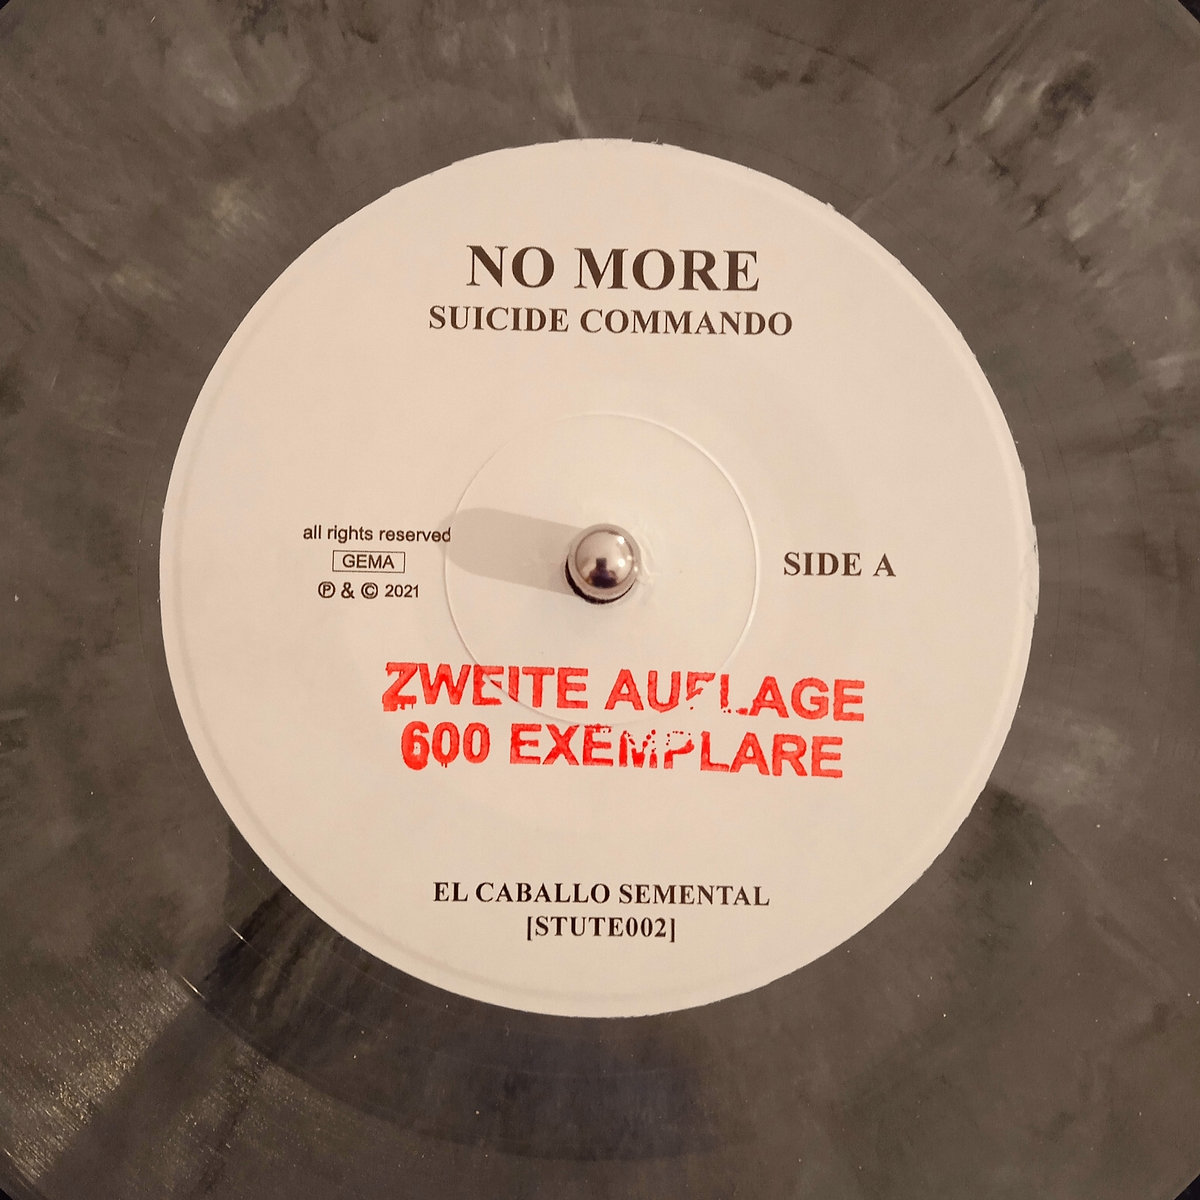 NO MORE
SUICIDE COMMANDO
all rights reserved
GEMA
℗ & © 2021
SIDE A
ZWEITE AUFLAGE
600 EXEMPLARE
EL CABALLO SEMENTAL
[STUTE002]